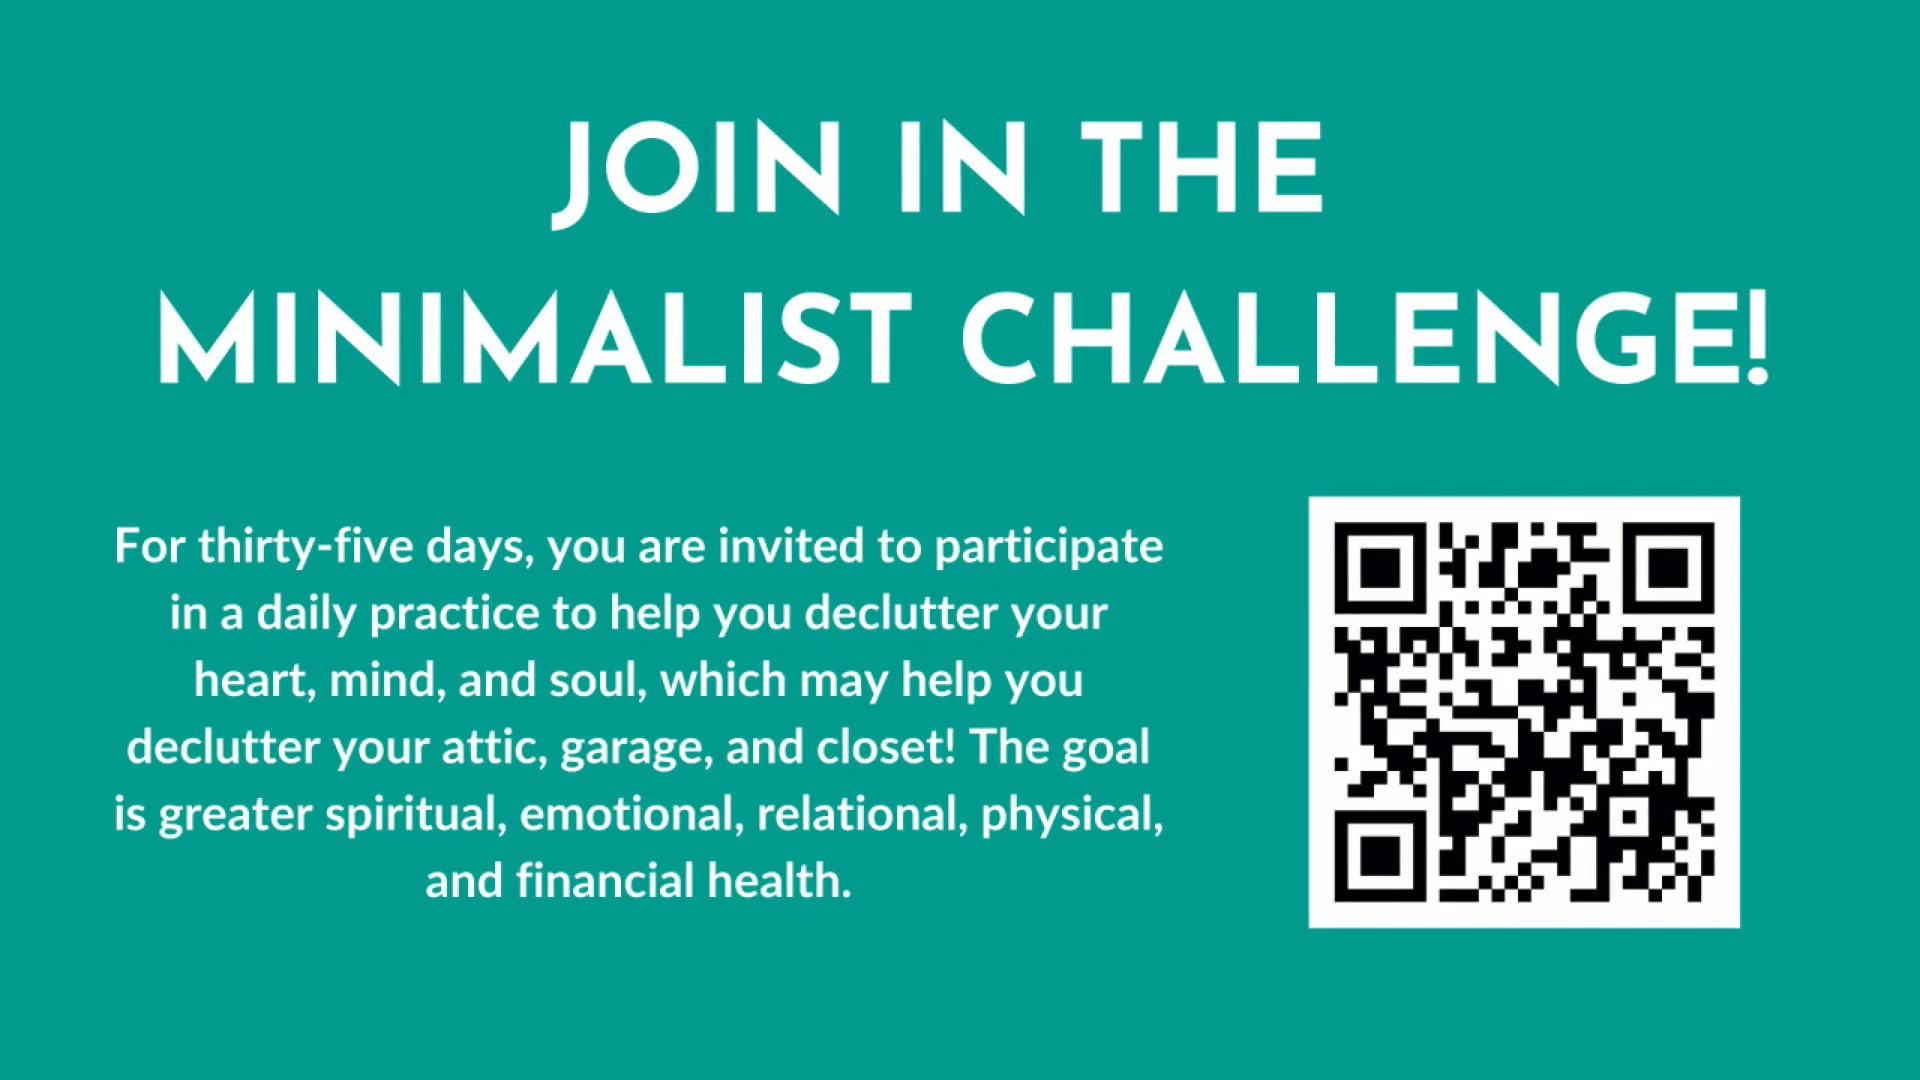 JOIN IN THE
MINIMALIST CHALLENGE!
For thirty-five days, you are invited to participate
in a daily practice to help you declutter your
heart, mind, and soul, which may help you
declutter your attic, garage, and closet! The goal
is greater spiritual, emotional, relational, physical,
and financial health.